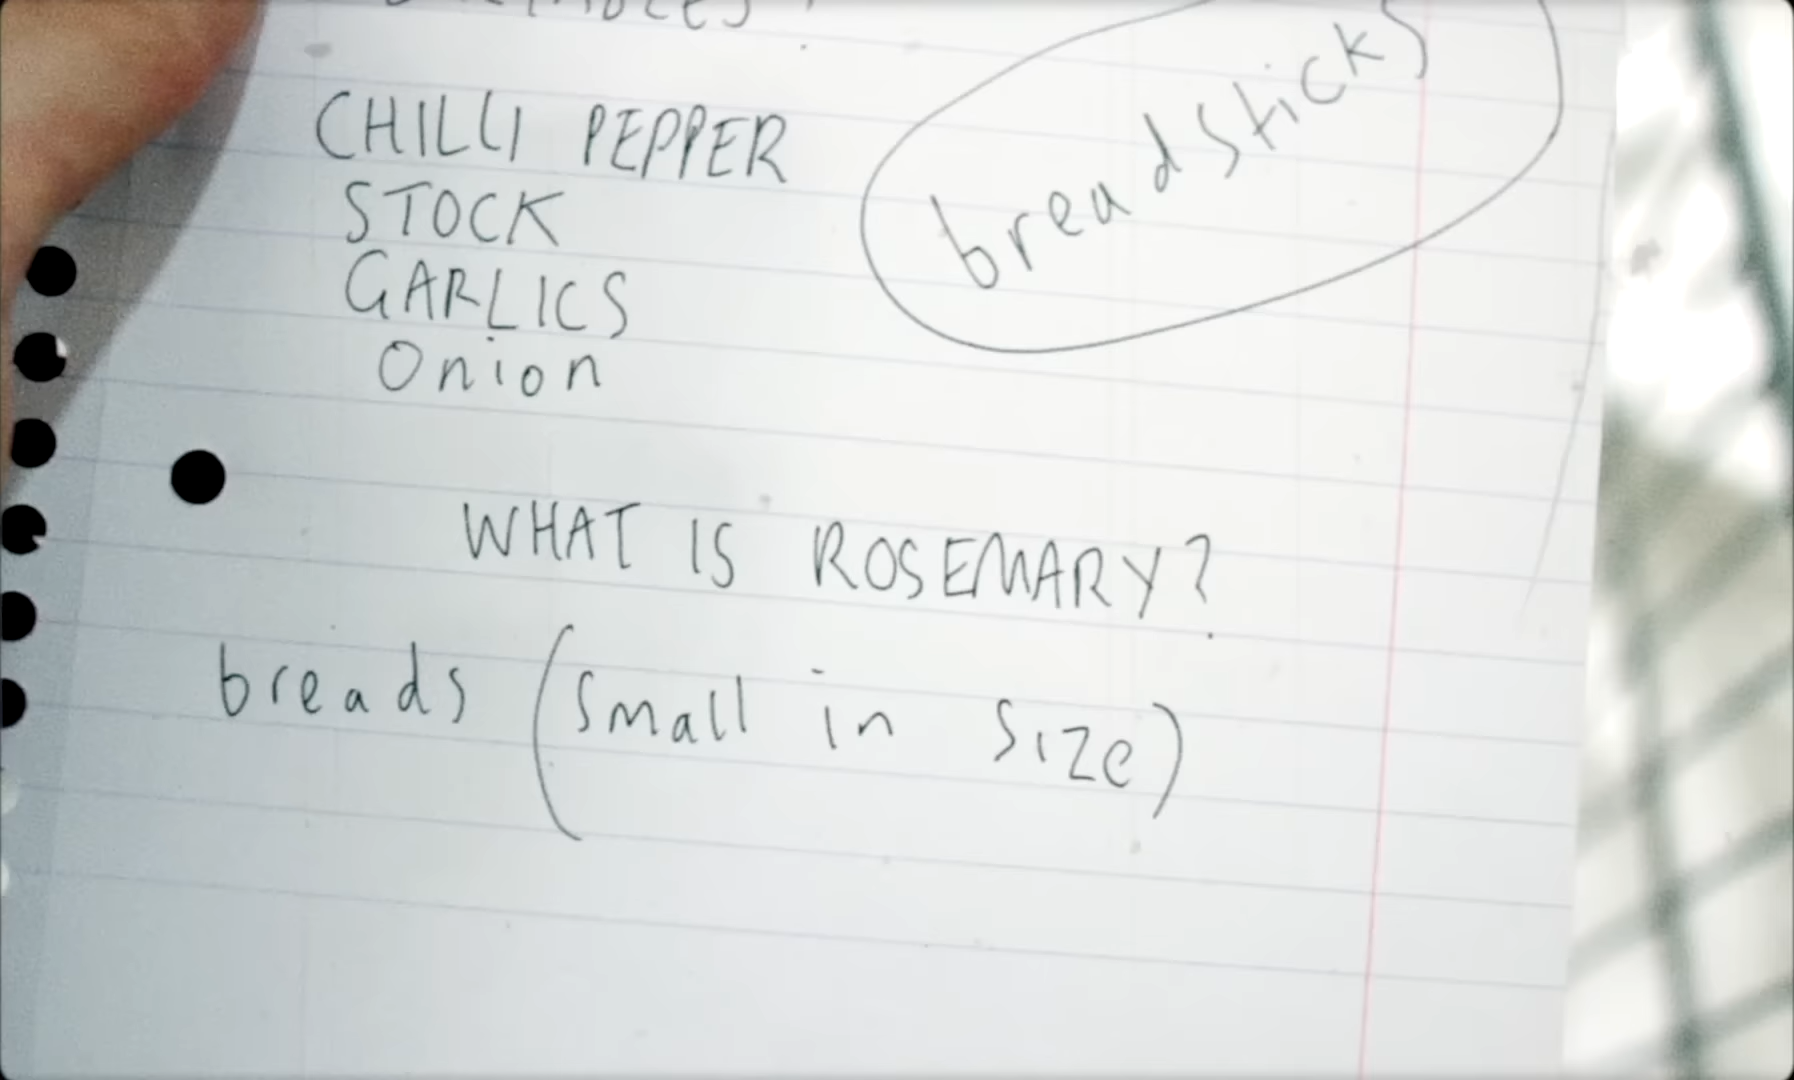 CHILLI PEPPER
breadsticks
STOCK
GARLICS
Onion
WHAT IS ROSEMARY?
breads (small in size)